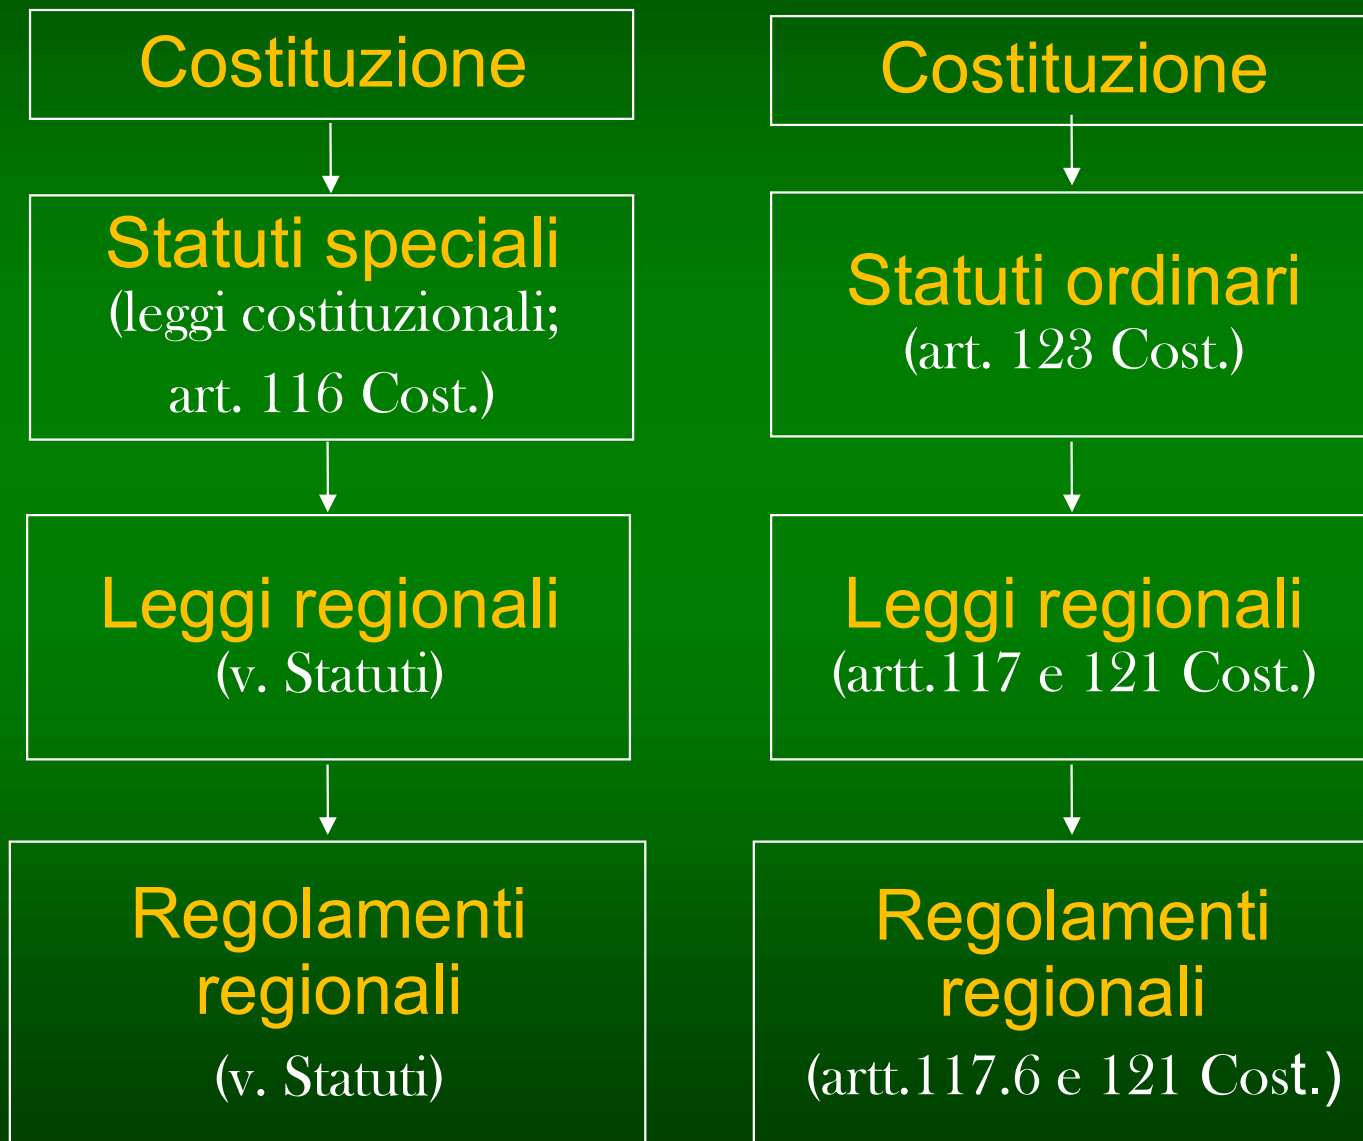 Costituzione
Statuti speciali
(leggi costituzionali;
art. 116 Cost.)
Leggi regionali
(v. Statuti)
Regolamenti
regionali
(v. Statuti)
Costituzione
Statuti ordinari
(art. 123 Cost.)
Leggi regionali
(artt.117 e 121 Cost.)
Regolamenti
regionali
(artt.117.6 e 121 Cost.)